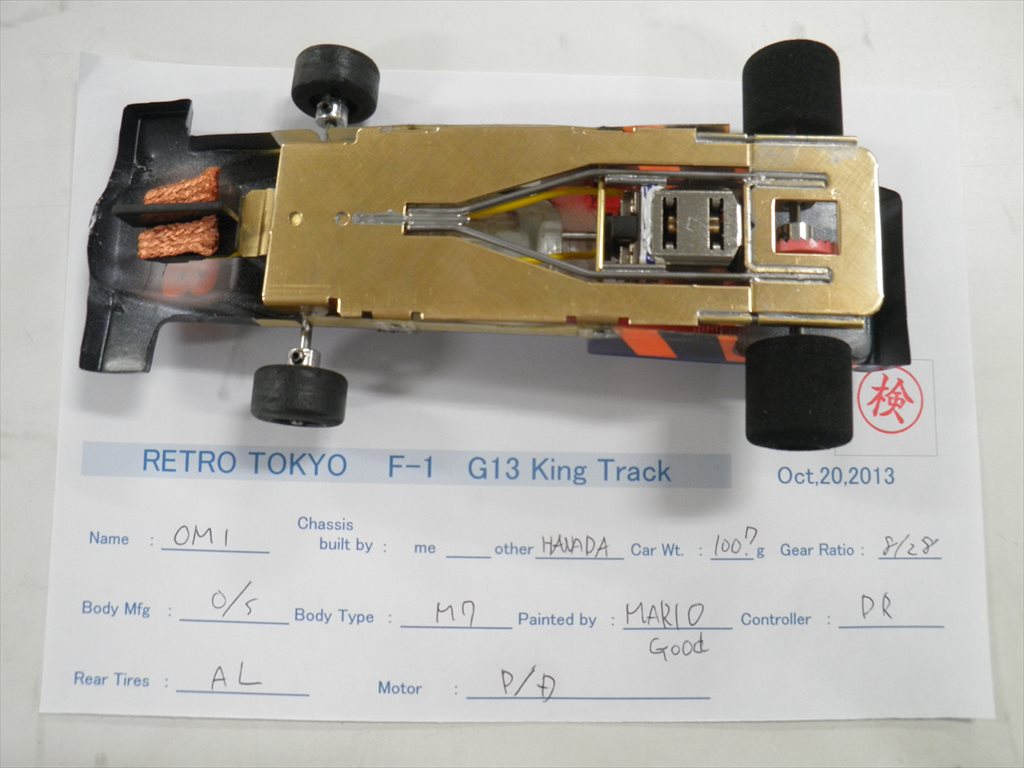 検
RETRO TOKYO F-1 G13 King Track Oct,20,2013
Name : OMI Chassis built by : me other HANADA Car Wt. : 100.7 g Gear Ratio : 8/28
Body Mfg : O/S Body Type : M7 Painted by : MARIO Controller : DR
Good
Rear Tires : AL Motor : P/D